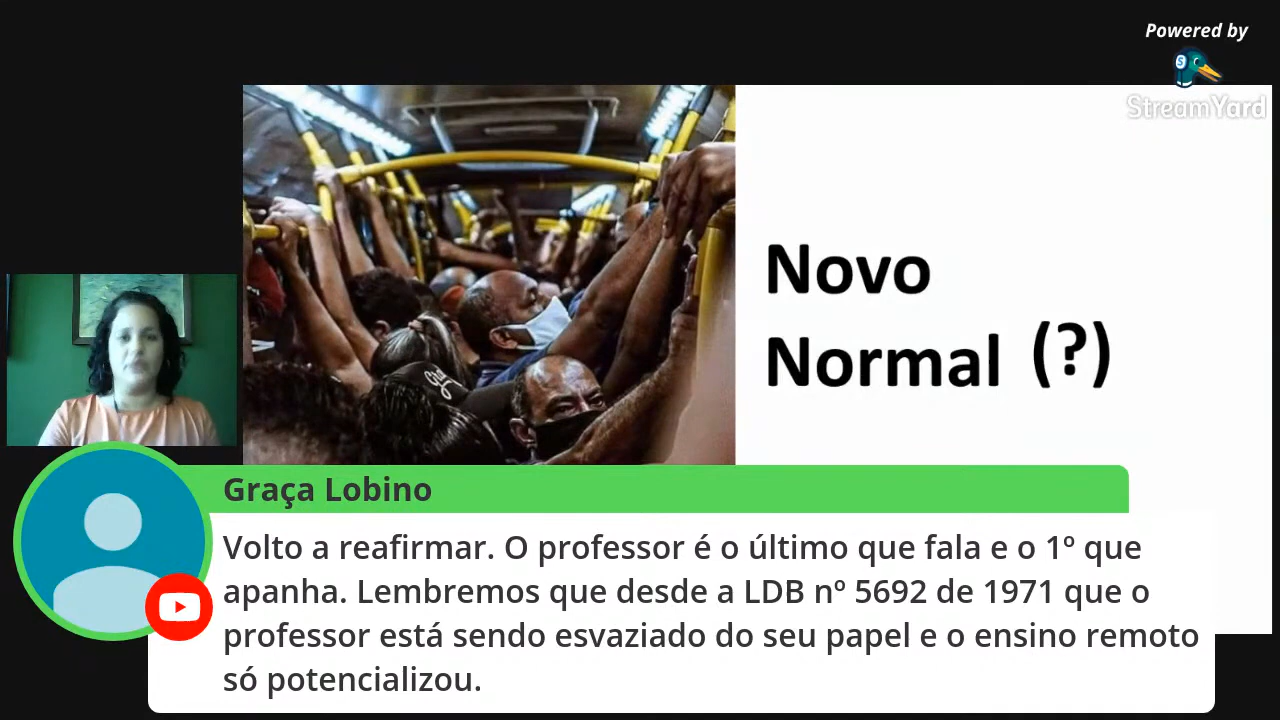 Powered by
StreamYard
Novo
Normal (?)
Graça Lobino
Volto a reafirmar. O professor é o último que fala e o 1º que
apanha. Lembremos que desde a LDB nº 5692 de 1971 que o
professor está sendo esvaziado do seu papel e o ensino remoto
só potencializou.